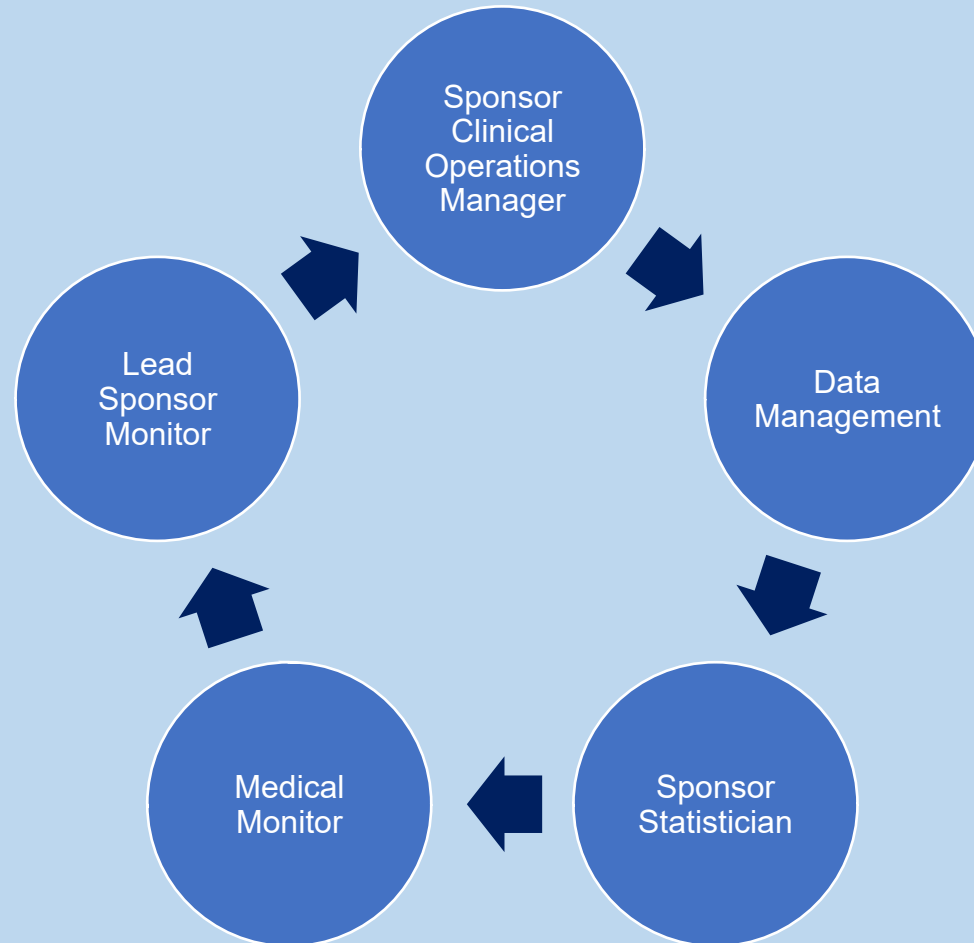 Sponsor
Clinical
Operations
Manager
Data
Management
Sponsor
Statistician
Medical
Monitor
Lead
Sponsor
Monitor